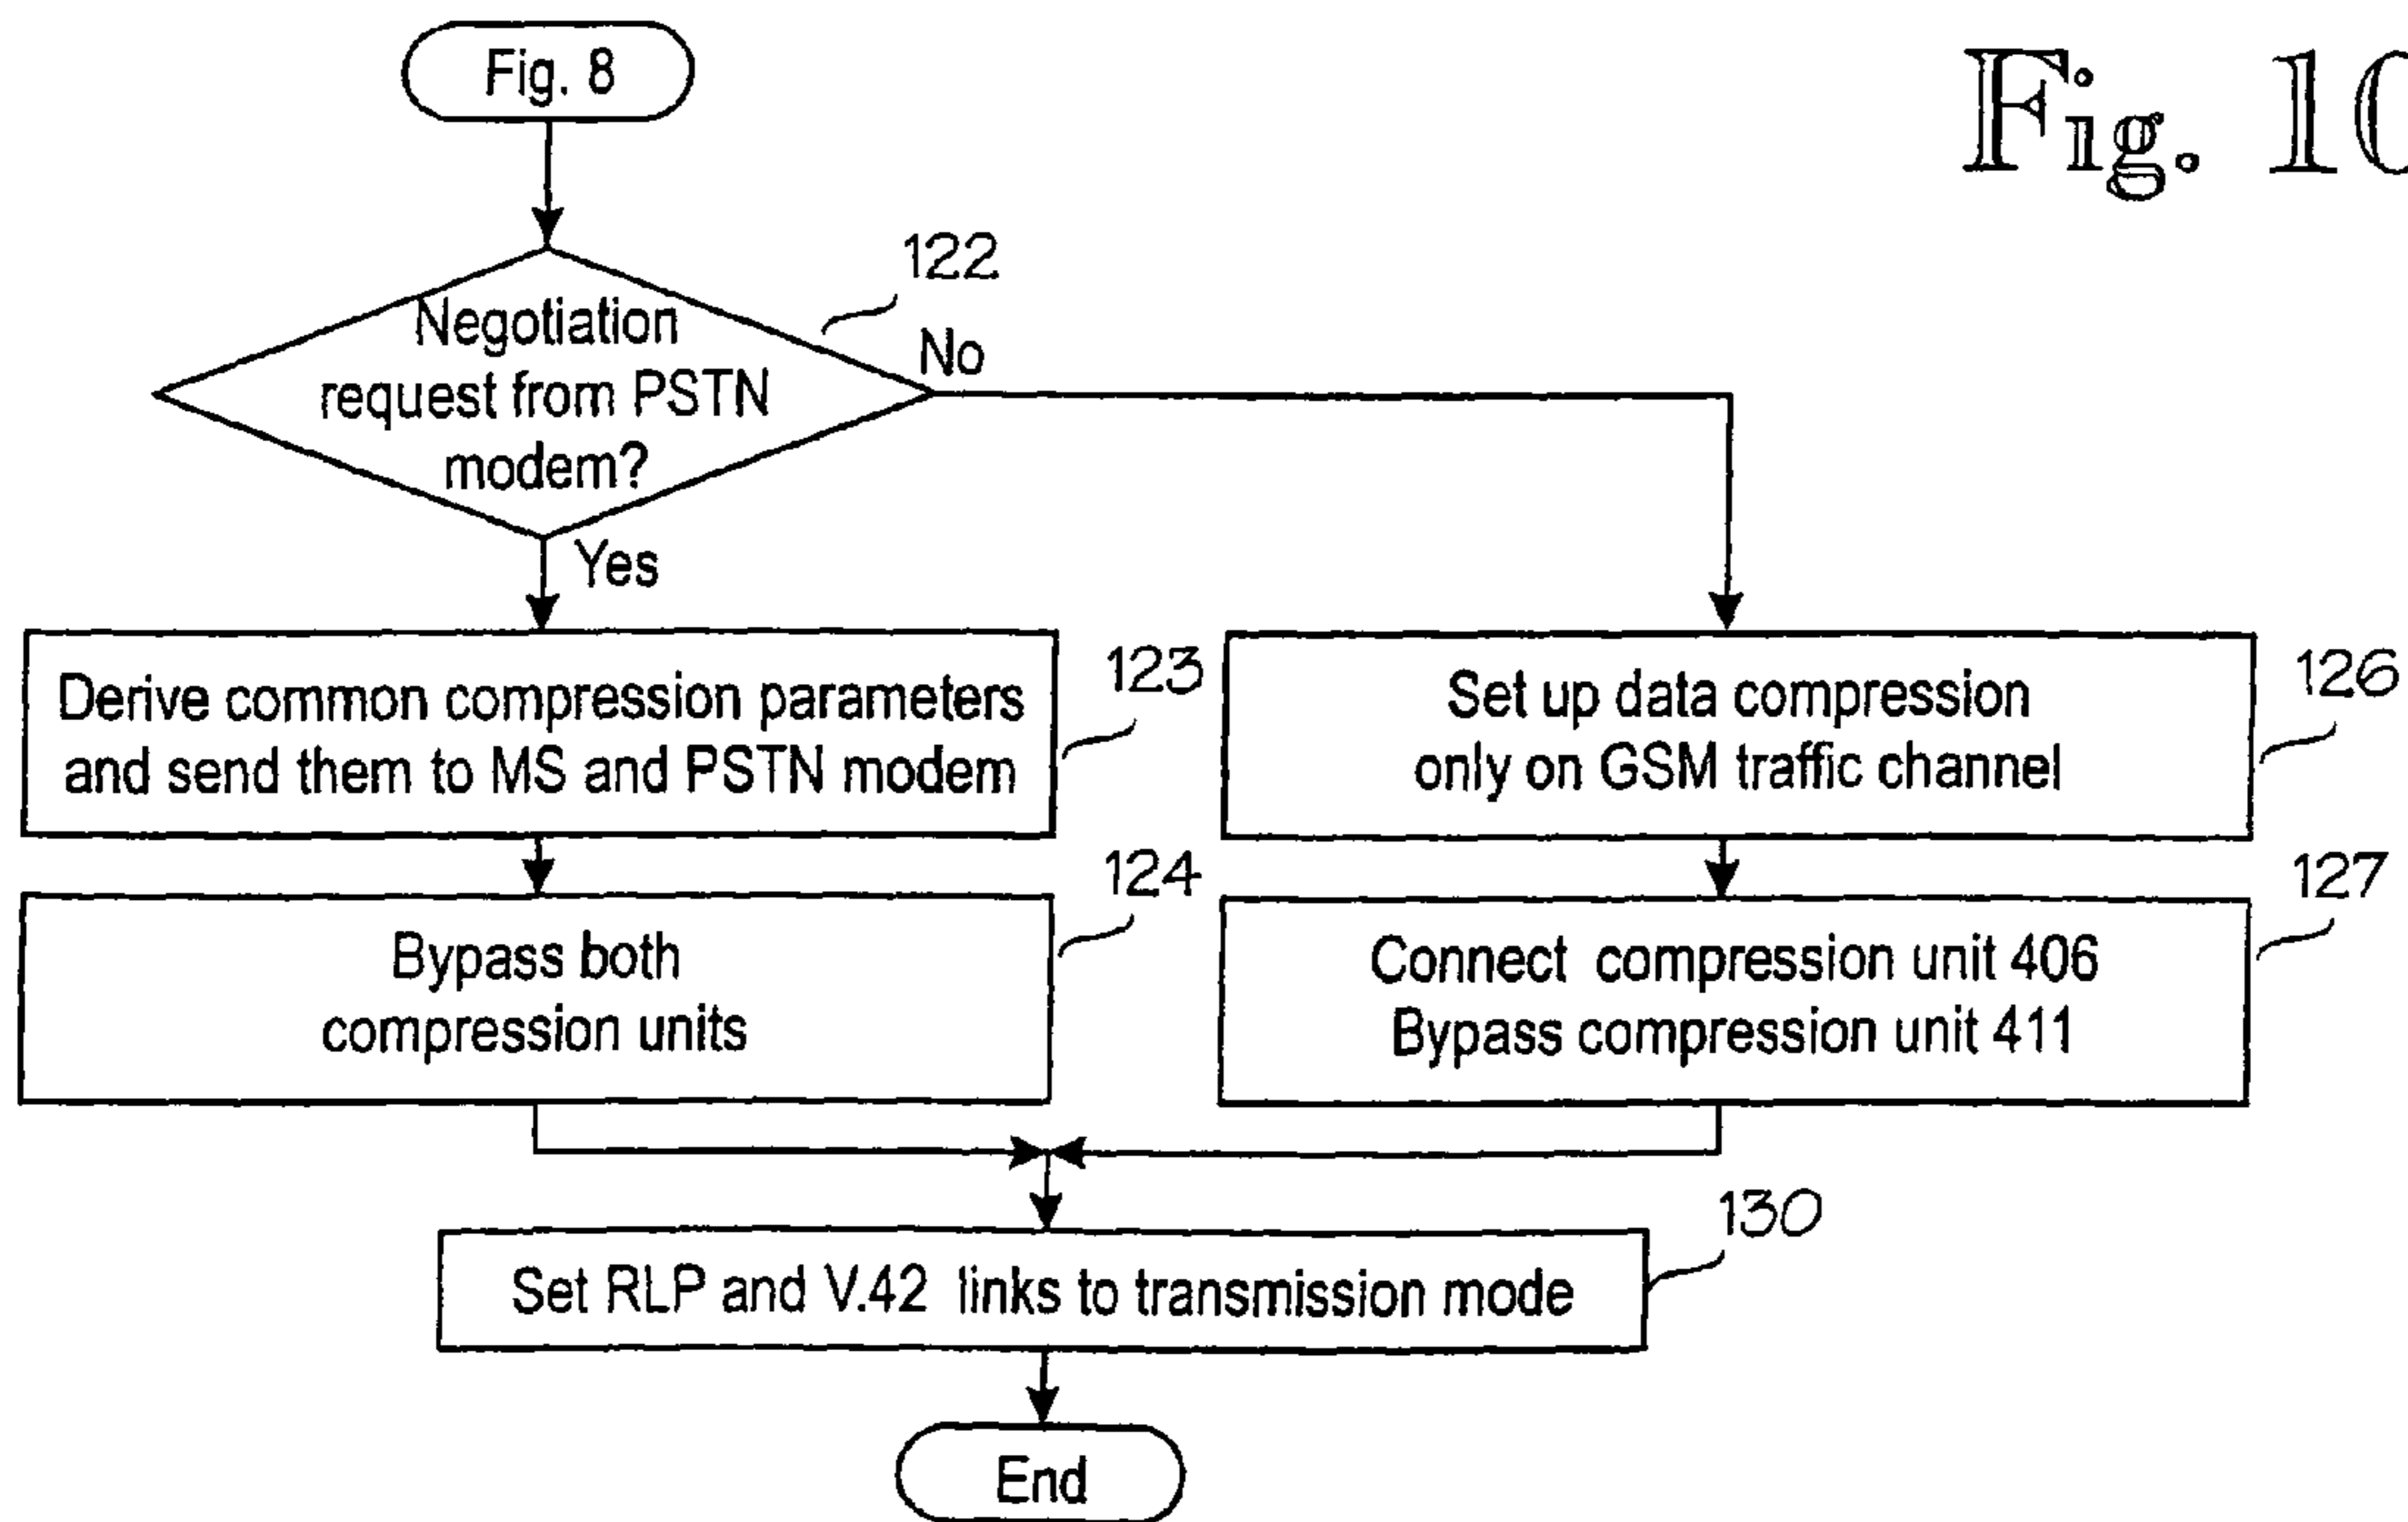 Fig. 8
Fig. 10
122
Negotiation
request from PSTN
modem?
No
Yes
Derive common compression parameters
and send them to MS and PSTN modem
123
Set up data compression
only on GSM traffic channel
126
Bypass both
compression units
124
Connect compression unit 406
Bypass compression unit 411
127
Set RLP and V.42 links to transmission mode
130
End